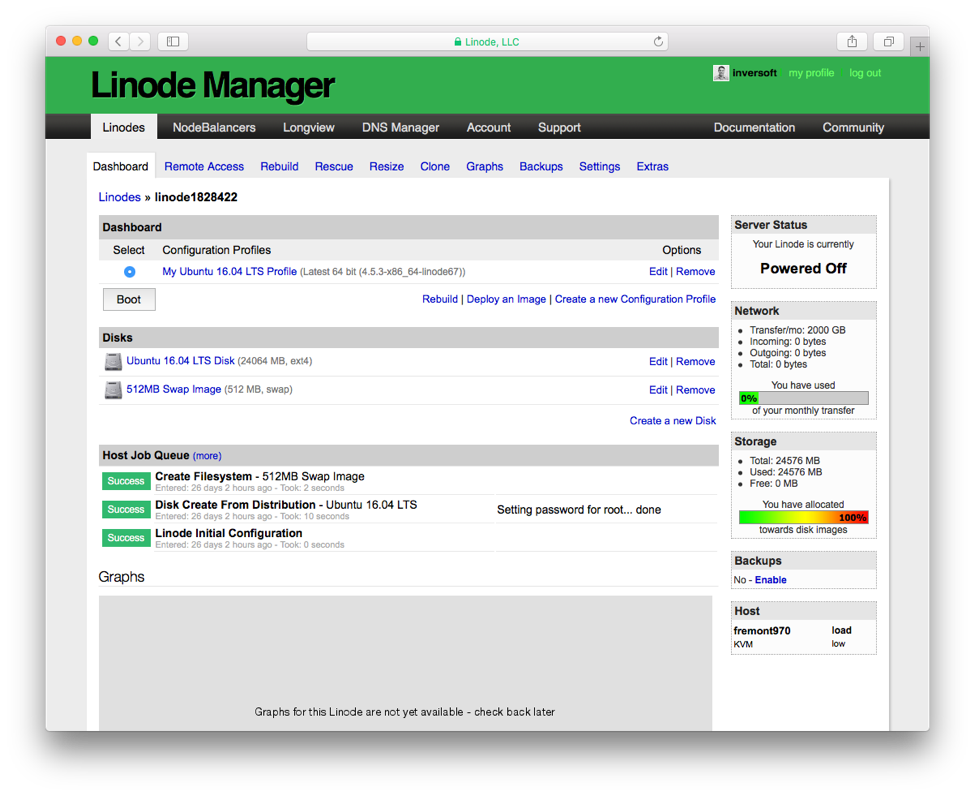 Linode, LLC
Linode Manager
inversoft my profile log out
Linodes NodeBalancers Longview DNS Manager Account Support Documentation Community
Dashboard Remote Access Rebuild Rescue Resize Clone Graphs Backups Settings Extras
Linodes » linode1828422
Dashboard
Select Configuration Profiles Options
My Ubuntu 16.04 LTS Profile (Latest 64 bit (4.5.3-x86_64-linode67)) Edit | Remove
Boot Rebuild | Deploy an Image | Create a new Configuration Profile
Disks
Ubuntu 16.04 LTS Disk (24064 MB, ext4) Edit | Remove
512MB Swap Image (512 MB, swap) Edit | Remove
Create a new Disk
Host Job Queue (more)
Success Create Filesystem - 512MB Swap Image
Entered: 26 days 2 hours ago - Took: 2 seconds
Success Disk Create From Distribution - Ubuntu 16.04 LTS Setting password for root... done
Entered: 26 days 2 hours ago - Took: 10 seconds
Success Linode Initial Configuration
Entered: 26 days 2 hours ago - Took: 0 seconds
Graphs
Graphs for this Linode are not yet available - check back later
Server Status
Your Linode is currently
Powered Off
Network
Transfer/mo: 2000 GB
Incoming: 0 bytes
Outgoing: 0 bytes
Total: 0 bytes
You have used
0%
of your monthly transfer
Storage
Total: 24576 MB
Used: 24576 MB
Free: 0 MB
You have allocated
100%
towards disk images
Backups
No - Enable
Host
fremont970 load
KVM low